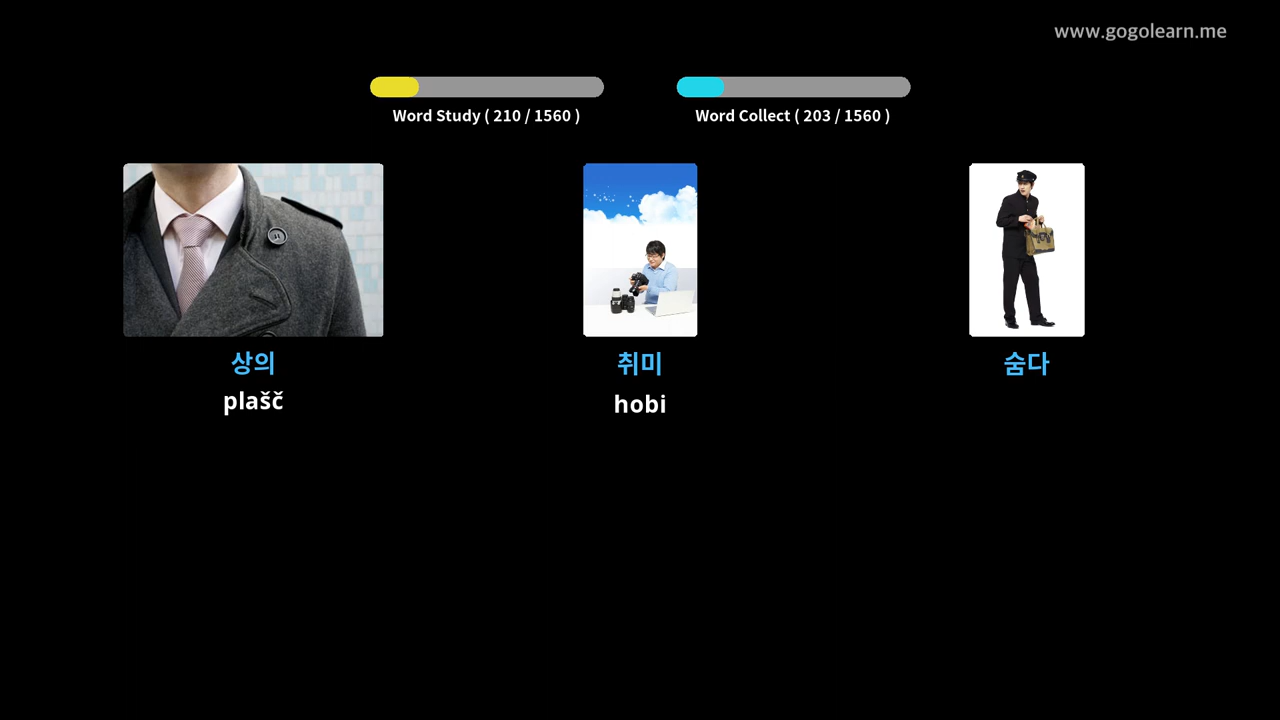 www.gogolearn.me
Word Study ( 210 / 1560 )
Word Collect ( 203 / 1560 )
상의
plašč
취미
hobi
숨다